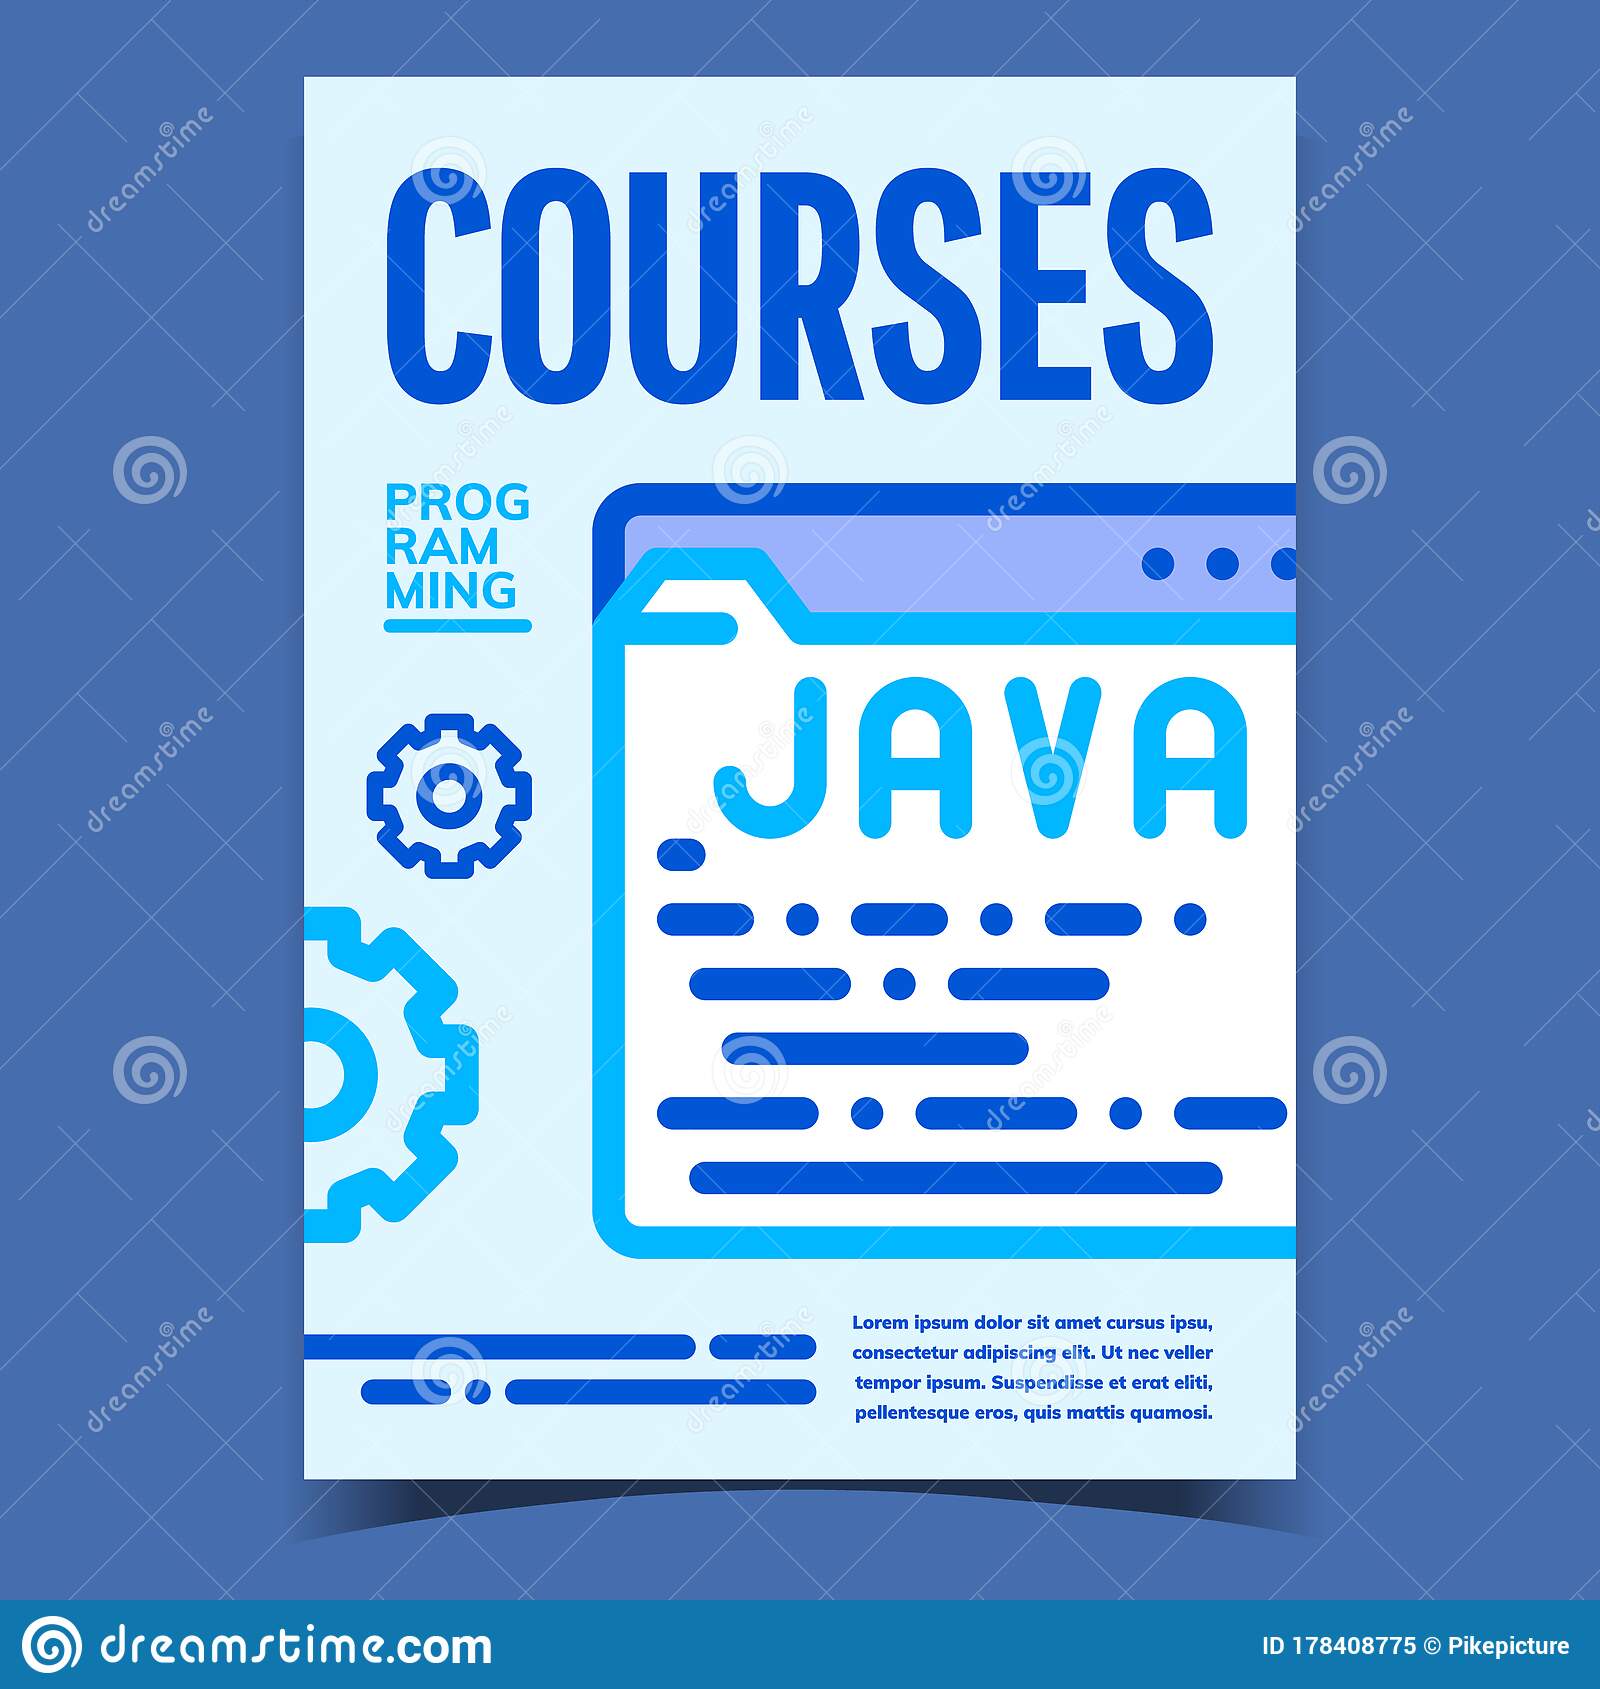 COURSES
PROG
RAM
MING
JAVA
Lorem ipsum dolor sit amet cursus ipsu,
consectetur adipiscing elit. Ut nec veller
tempor ipsum. Suspendisse et erat eliti,
pellentesque eros, quis mattis quamosi.
dreamstime.com
ID 178408775 © Pikepicture